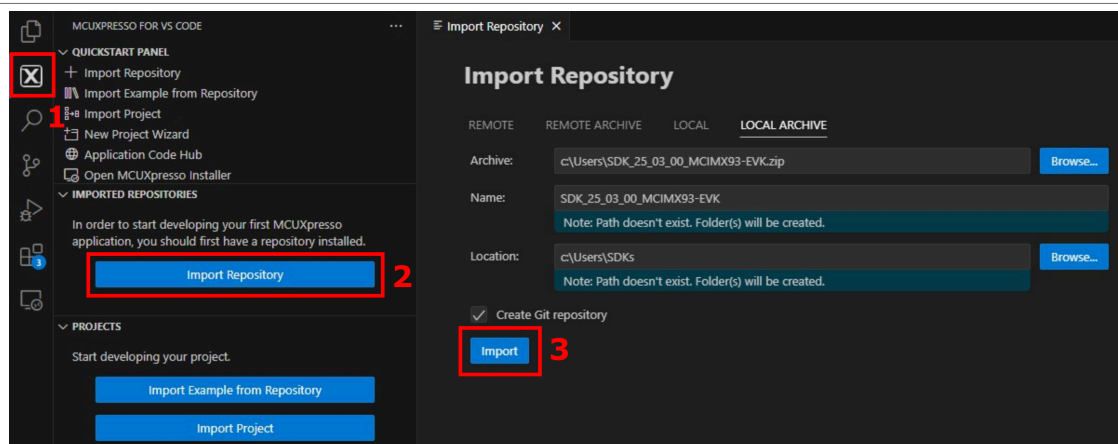 MCUXPRESSO FOR VS CODE
...
QUICKSTART PANEL
Import Repository
Import Example from Repository
Import Project
New Project Wizard
Application Code Hub
Open MCUXpresso Installer
1
IMPORTED REPOSITORIES
In order to start developing your first MCUXpresso
application, you should first have a repository installed.
Import Repository
2
3
PROJECTS
Start developing your project.
Import Example from Repository
Import Project
Import Repository
Import Repository
REMOTE REMOTE ARCHIVE LOCAL LOCAL ARCHIVE
Archive: c:\Users\SDK_25_03_00_MCIMX93-EVK.zip Browse...
Name: SDK_25_03_00_MCIMX93-EVK
Note: Path doesn't exist. Folder(s) will be created.
Location: c:\Users\SDKs Browse...
Note: Path doesn't exist. Folder(s) will be created.
Create Git repository
Import 3